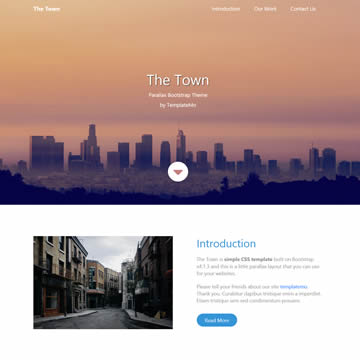 The Town
Introduction
Our Work
Contact Us
The Town
Parallax Bootstrap Theme
by TemplateMo
Introduction
The Town is simple CSS template built on Bootstrap
v4.1.3 and this is a little parallax layout that you can use
for your websites.
Please tell your friends about our site templatemo.
Thank you. Curabitur dapibus tristique enim a imperdiet.
Etiam tristique sem sed condimentum posuere.
Read More